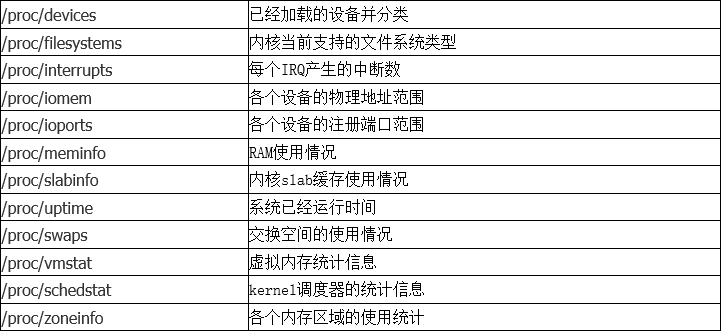 /proc/devices 已经加载的设备并分类
/proc/filesystems 内核当前支持的文件系统类型
/proc/interrupts 每个IRQ产生的中断数
/proc/iomem 各个设备的物理地址范围
/proc/ioports 各个设备的注册端口范围
/proc/meminfo RAM使用情况
/proc/slabinfo 内核slab缓存使用情况
/proc/uptime 系统已经运行时间
/proc/swaps 交换空间的使用情况
/proc/vmstat 虚拟内存统计信息
/proc/schedstat kernel调度器的统计信息
/proc/zoneinfo 各个内存区域的使用统计